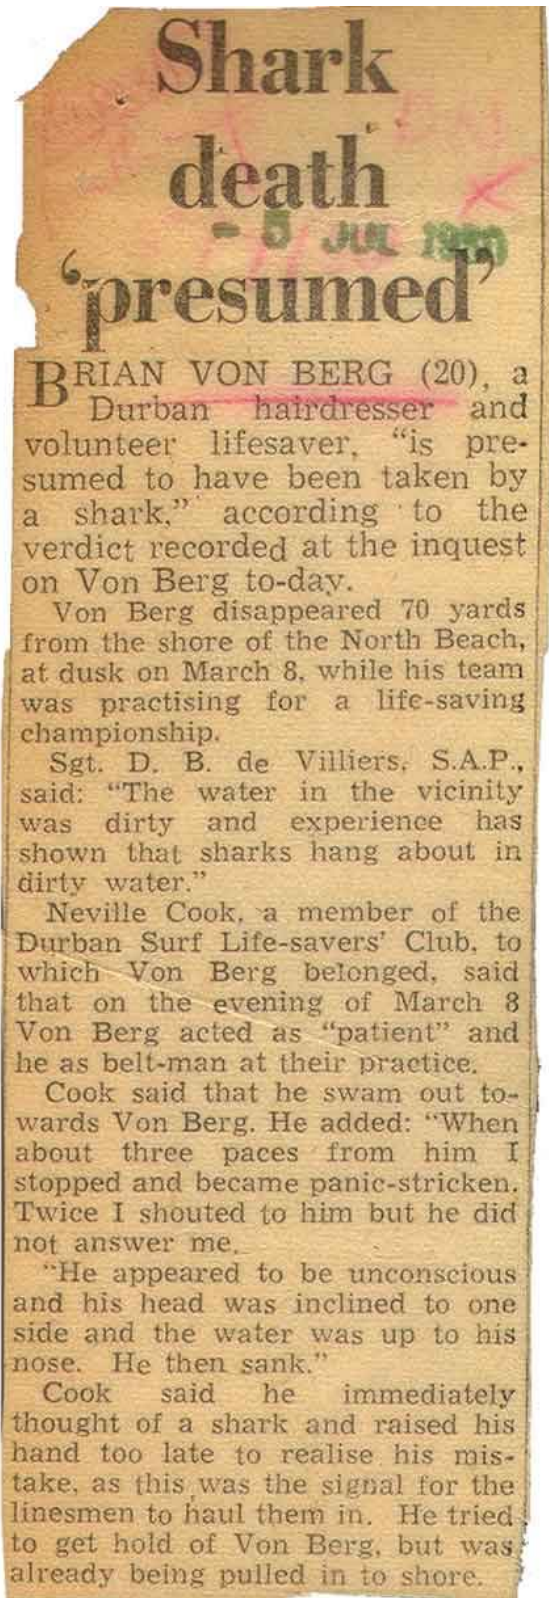 Shark
death
- 5 JUL 1960
'presumed'
BRIAN VON BERG (20), a
Durban hairdresser and
volunteer lifesaver, "is pre-
sumed to have been taken by
a shark," according to the
verdict recorded at the inquest
on Von Berg to-day.
Von Berg disappeared 70 yards
from the shore of the North Beach,
at dusk on March 8, while his team
was practising for a life-saving
championship.
Sgt. D. B. de Villiers, S.A.P.,
said: "The water in the vicinity
was dirty and experience has
shown that sharks hang about in
dirty water."
Neville Cook, a member of the
Durban Surf Life-savers' Club, to
which Von Berg belonged, said
that on the evening of March 8
Von Berg acted as "patient" and
he as belt-man at their practice.
Cook said that he swam out to-
wards Von Berg. He added: "When
about three paces from him I
stopped and became panic-stricken.
Twice I shouted to him but he did
not answer me.
"He appeared to be unconscious
and his head was inclined to one
side and the water was up to his
nose. He then sank."
Cook said he immediately
thought of a shark and raised his
hand too late to realise his mis-
take, as this was the signal for the
linesmen to haul them in. He tried
to get hold of Von Berg, but was
already being pulled in to shore.